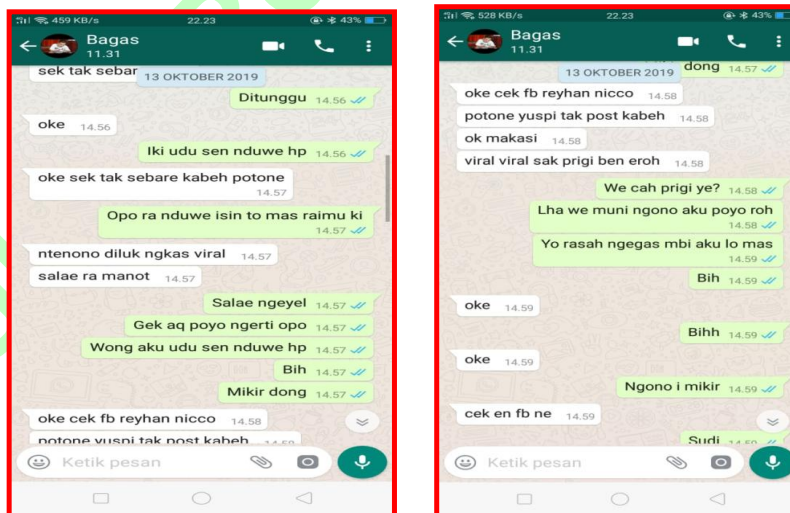 459 KB/s 22.23 43%
Bagas
11.31
sek tak sebar
13 OKTOBER 2019
Ditunggu 14.56
oke 14.56
Iki udu sen nduwe hp 14.56
oke sek tak sebare kabeh potone
14.57
Opo ra nduwe isin to mas raimu ki
14.57
ntenono diluk ngkas viral 14.57
salae ra manot 14.57
Salae ngeyel 14.57
Gek aq poyo ngerti opo 14.57
Wong aku udu sen nduwe hp 14.57
Bih 14.57
Mikir dong 14.57
oke cek fb reyhan nicco 14.58
potone yuspi tak post kabeh
Ketik pesan
528 KB/s 22.23 43%
Bagas
11.31
dong 14.57
13 OKTOBER 2019
oke cek fb reyhan nicco 14.58
potone yuspi tak post kabeh 14.58
ok makasi 14.58
viral viral sak prigi ben eroh 14.58
We cah prigi ye? 14.58
Lha we muni ngono aku poyo roh
14.58
Yo rasah ngegas mbi aku lo mas
14.59
Bih 14.59
oke 14.59
Bihh 14.59
oke 14.59
Ngono i mikir 14.59
cek en fb ne 14.59
Sudi 14.59
Ketik pesan